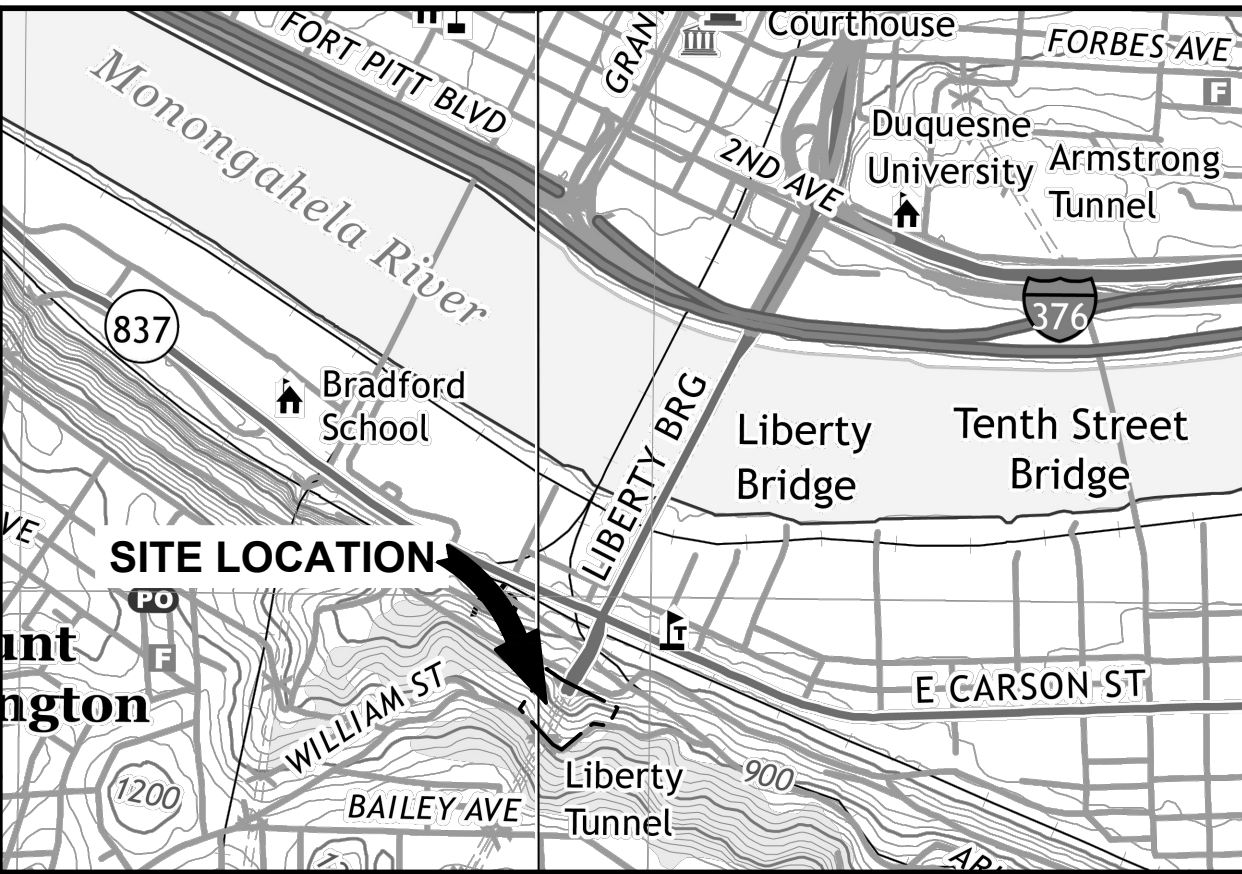 Courthouse
FORBES AVE
FORT PITT BLVD
F
Monongahela River
Duquesne
University
Armstrong
Tunnel
2ND AVE
376
837
Bradford
School
LIBERTY BRG
Liberty
Bridge
Tenth Street
Bridge
SITE LOCATION
PO
F
T
E CARSON ST
WILLIAM ST
1200
Liberty
Tunnel
900
BAILEY AVE